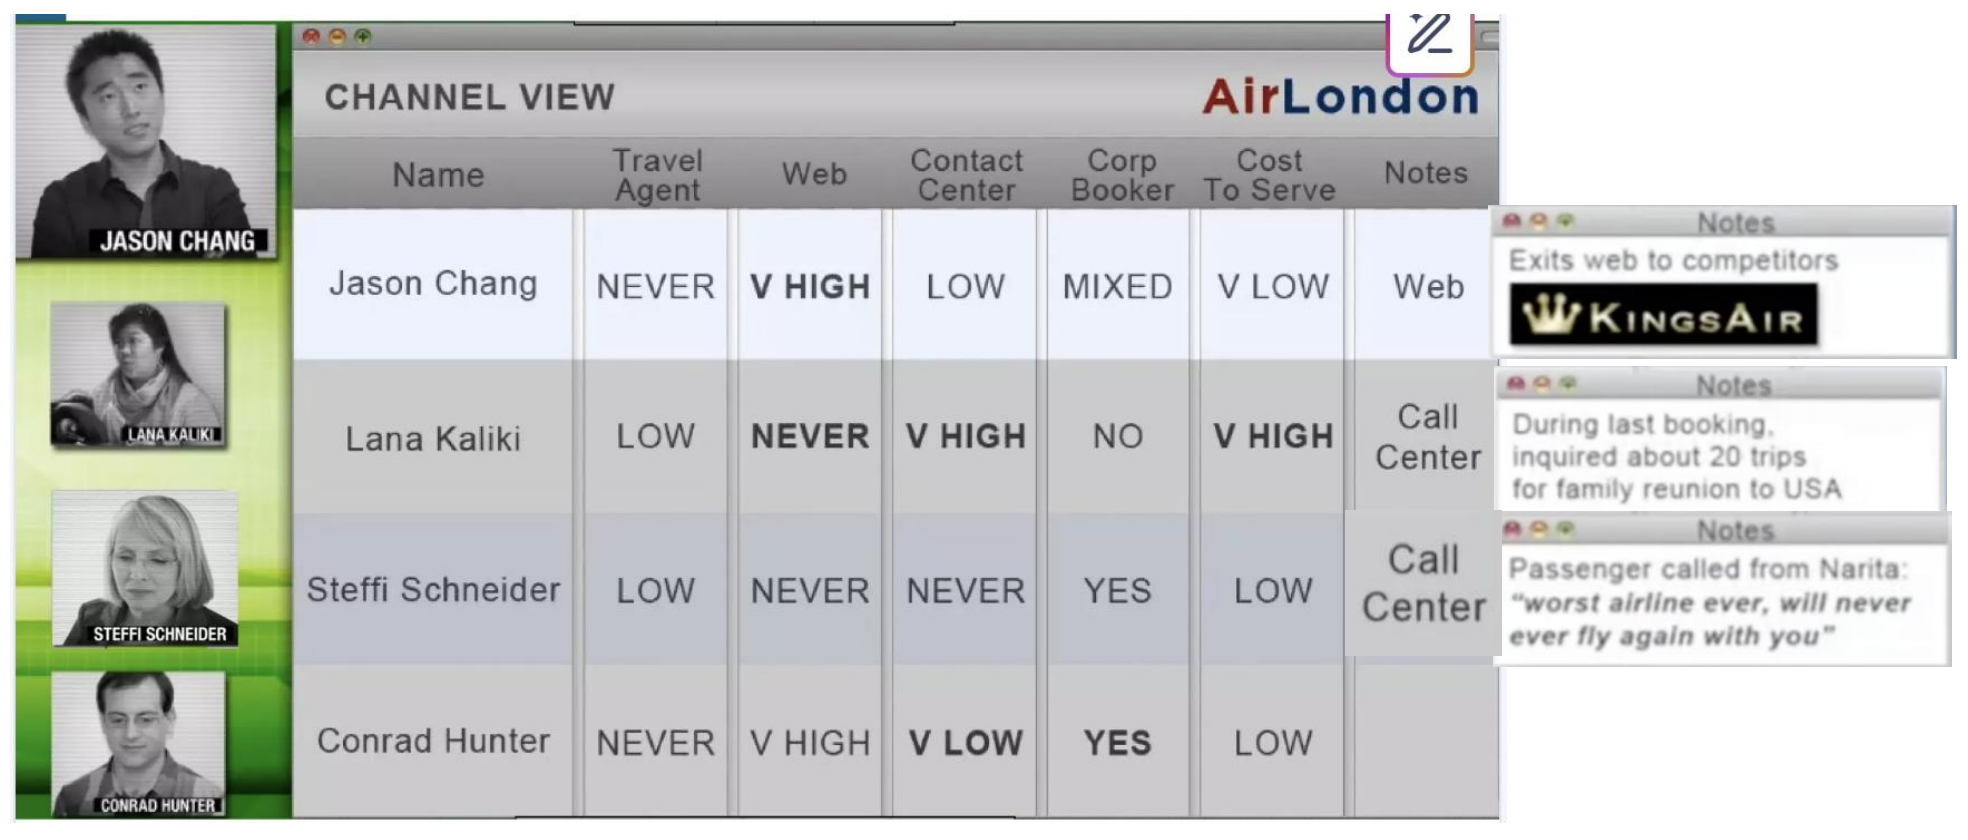 CHANNEL VIEW
AirLondon
Name Travel Agent Web Contact Center Corp Booker Cost To Serve Notes
JASON CHANG
Jason Chang NEVER V HIGH LOW MIXED V LOW Web
Notes
Exits web to competitors
KINGSAIR
LANA KALIKI
Lana Kaliki LOW NEVER V HIGH NO V HIGH Call Center
Notes
During last booking,
inquired about 20 trips
for family reunion to USA
STEFFI SCHNEIDER
Steffi Schneider LOW NEVER NEVER YES LOW Call Center
Notes
Passenger called from Narita:
"worst airline ever, will never
ever fly again with you"
CONRAD HUNTER
Conrad Hunter NEVER V HIGH V LOW YES LOW